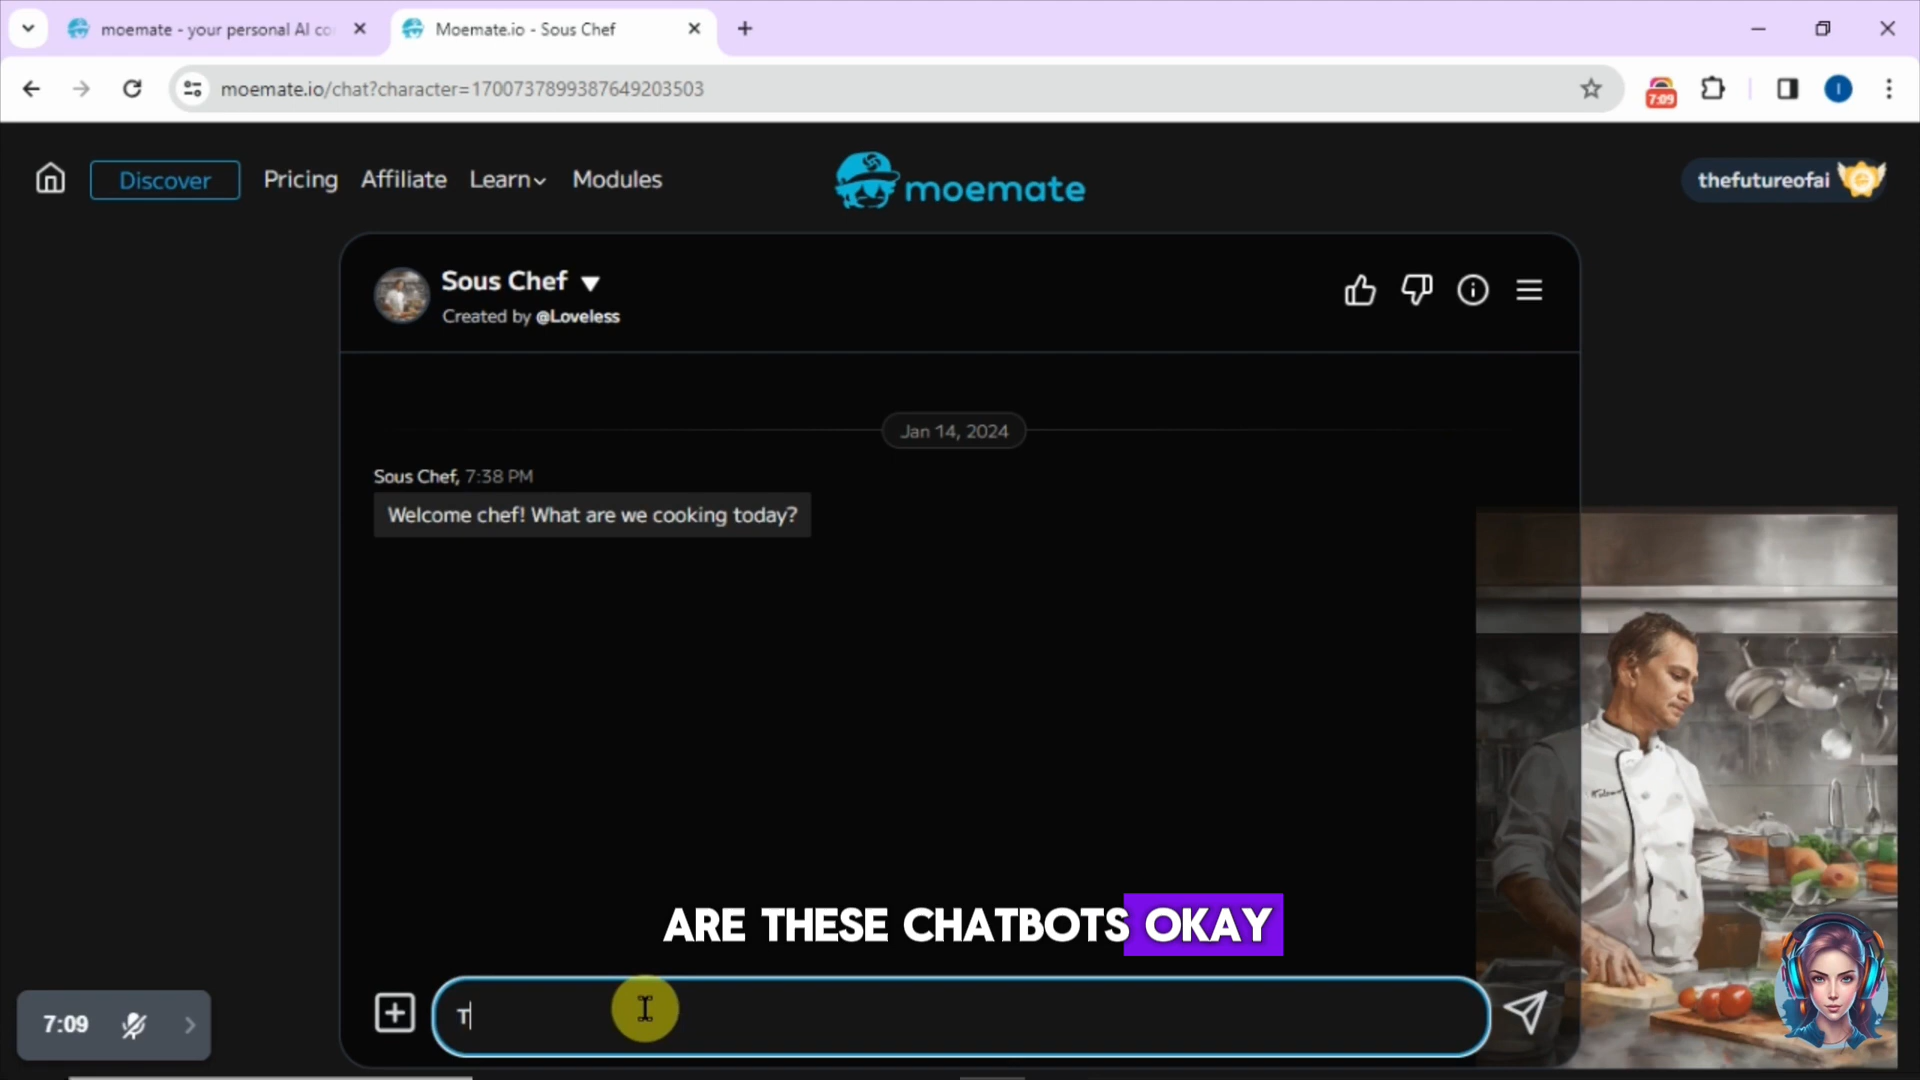 moemate - your personal AI co
Moemate.io - Sous Chef
moemate.io/chat?character=1700737899387649203503
7:09
I
Discover
Pricing
Affiliate
Learn
Modules
moemate
thefutureofai
Sous Chef
Created by @Loveless
Jan 14, 2024
Sous Chef, 7:38 PM
Welcome chef! What are we cooking today?
ARE THESE CHATBOTS OKAY
T
7:09